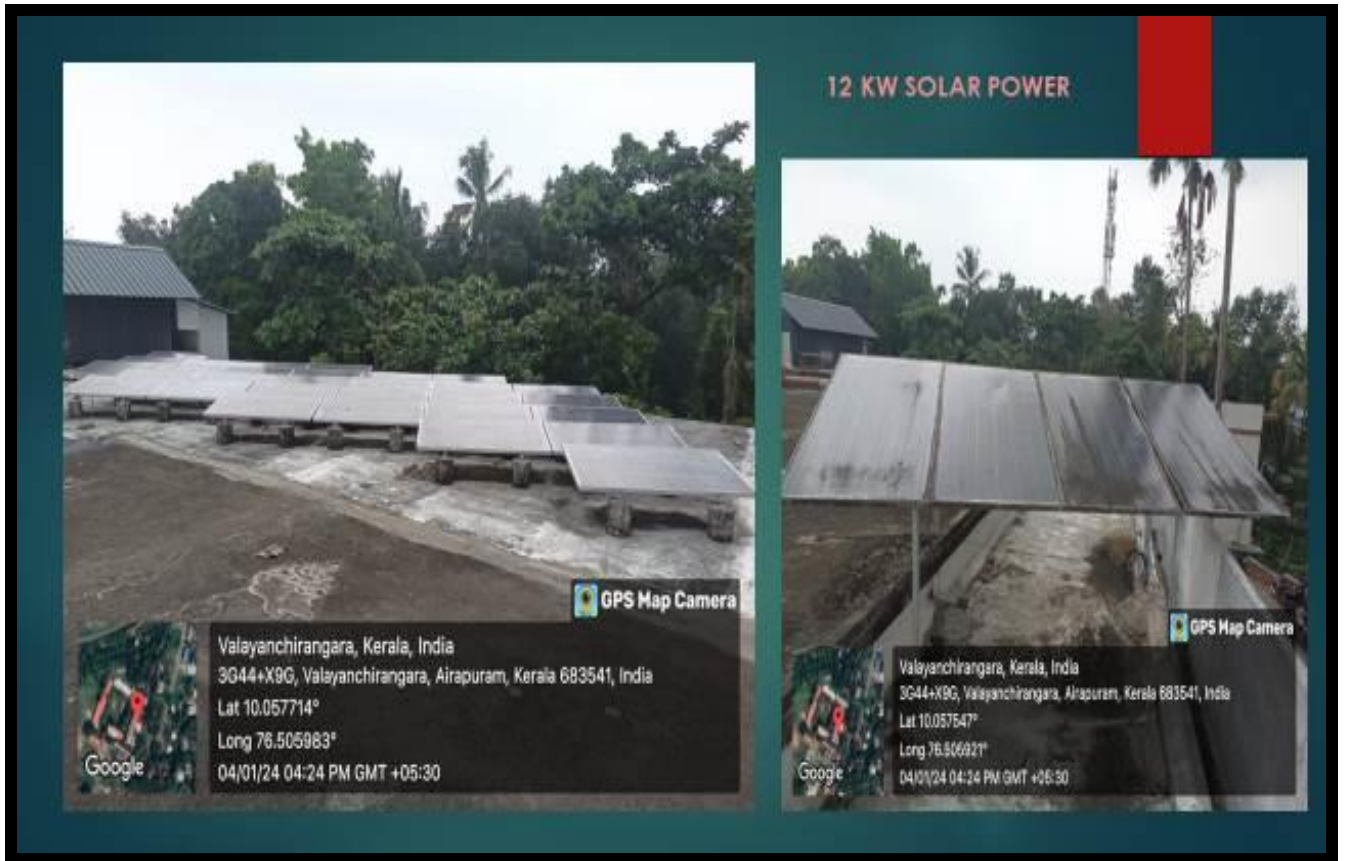 12 KW SOLAR POWER
GPS Map Camera
Valayanchirangara, Kerala, India
3G44+X9G, Valayanchirangara, Airapuram, Kerala 683541, India
Lat 10.057714°
Long 76.505983°
04/01/24 04:24 PM GMT +05:30
Google
GPS Map Camera
Valayanchirangara, Kerala, India
3G44+X9G, Valayanchirangara, Airapuram, Kerala 683541, India
Lat 10.057547°
Long 76.505921°
04/01/24 04:24 PM GMT +05:30
Google